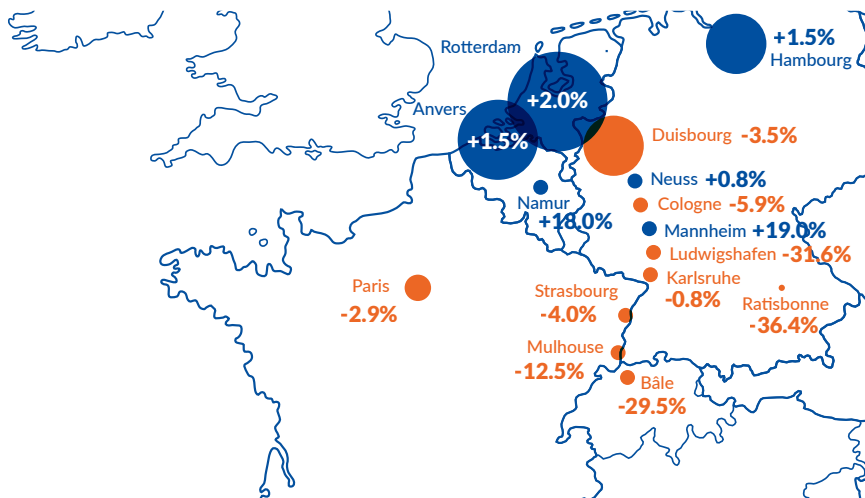 +1.5%
Hambourg
Rotterdam
+2.0%
Anvers
+1.5%
Duisbourg -3.5%
Neuss +0.8%
Namur
+18.0%
Cologne -5.9%
Mannheim +19.0%
Ludwigshafen -31.6%
Karlsruhe
-0.8%
Paris
-2.9%
Strasbourg
-4.0%
Ratisbonne
-36.4%
Mulhouse
-12.5%
Bâle
-29.5%